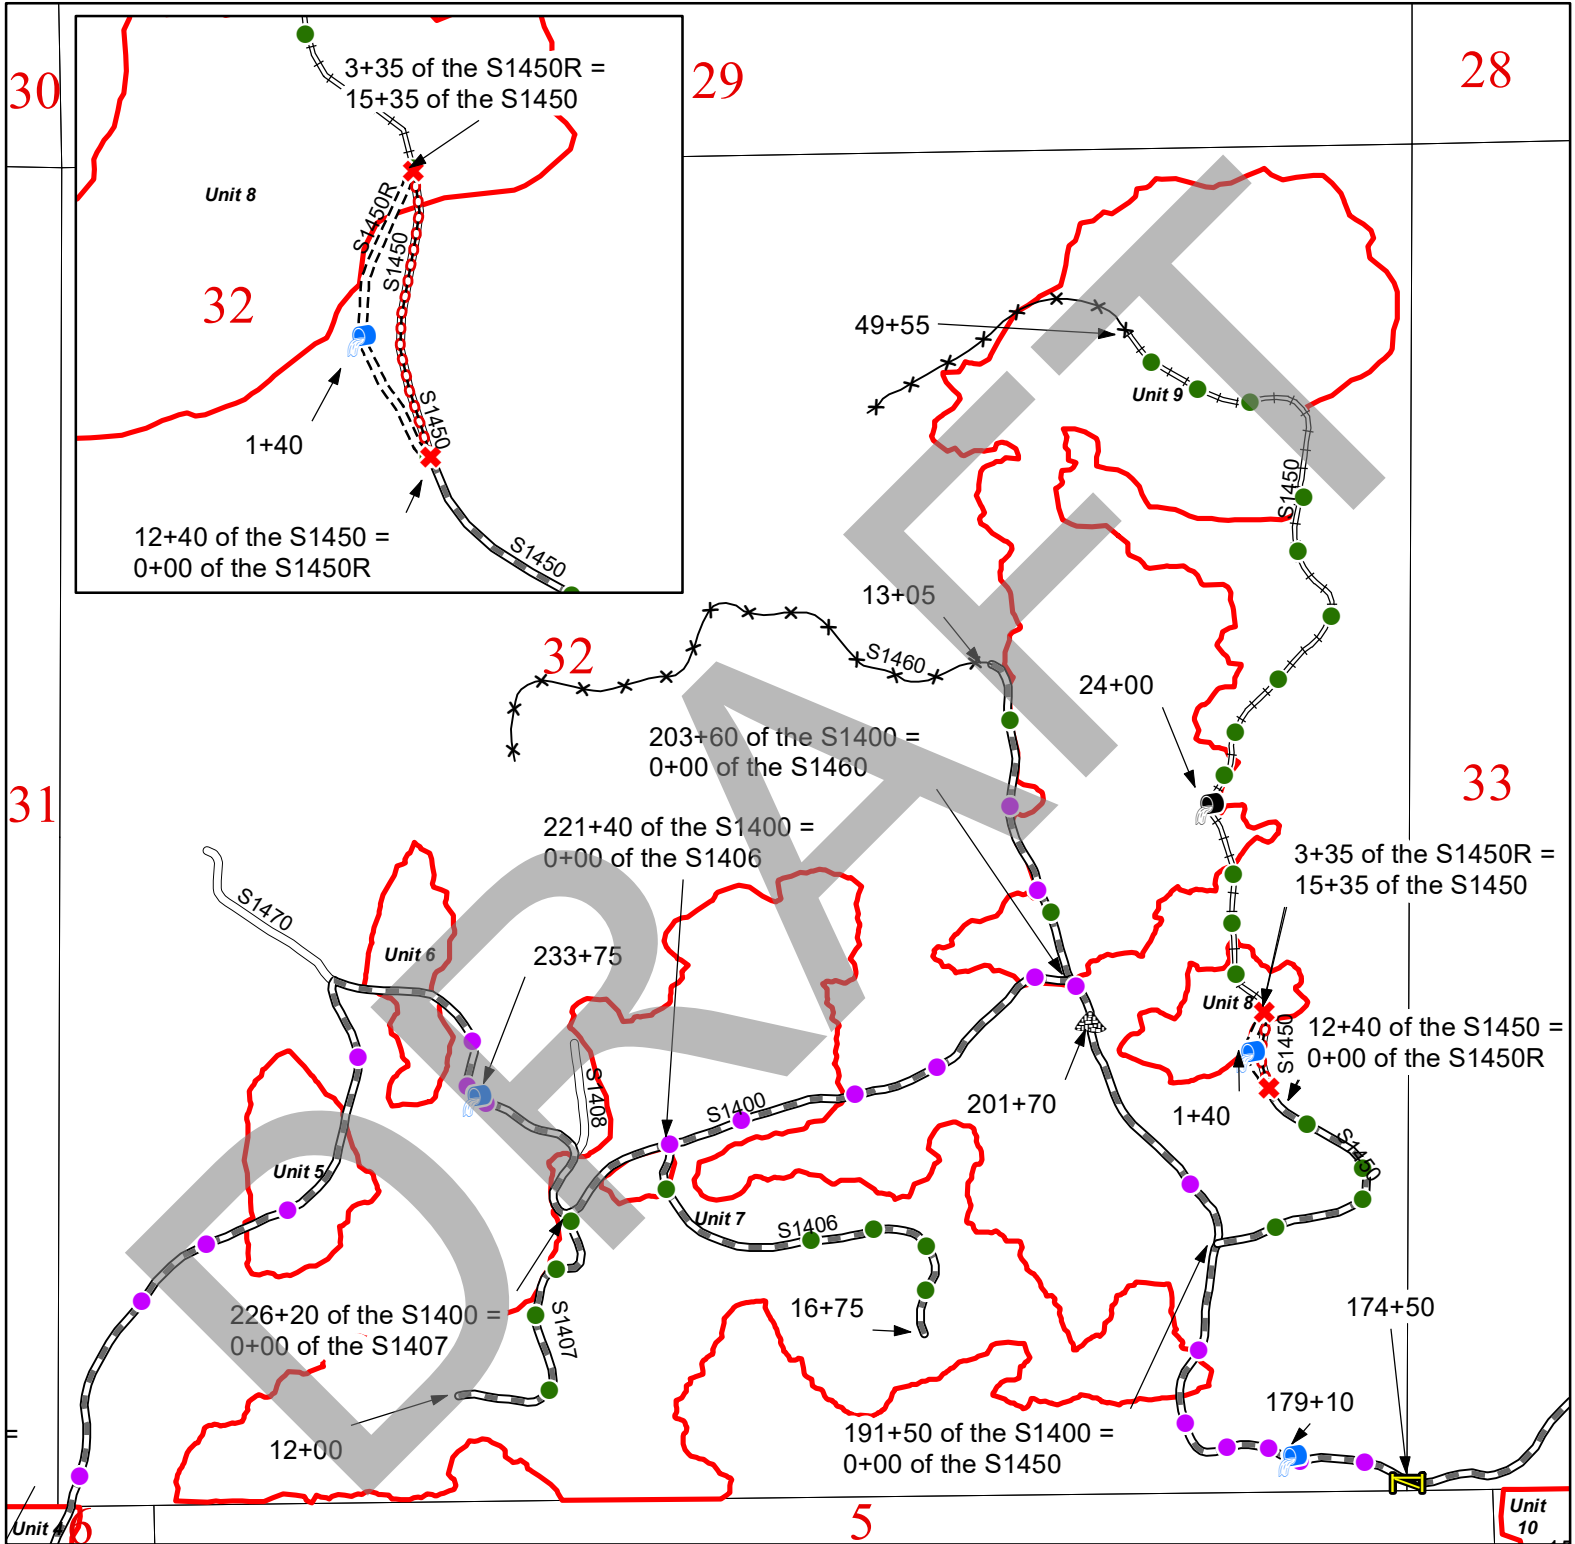 30
29
28
3+35 of the S1450R =
15+35 of the S1450
Unit 8
S1450R
S1450
32
1+40
S1450
12+40 of the S1450 =
0+00 of the S1450R
S1450
49+55
Unit 9
S1450
13+05
32
S1460
24+00
203+60 of the S1400 =
0+00 of the S1460
31
33
221+40 of the S1400 =
0+00 of the S1406
3+35 of the S1450R =
15+35 of the S1450
S1470
Unit 6
233+75
Unit 8
12+40 of the S1450 =
0+00 of the S1450R
S1450
S1408
S1400
201+70
1+40
S1450
Unit 5
Unit 7
S1406
226+20 of the S1400 =
0+00 of the S1407
S1407
16+75
174+50
12+00
191+50 of the S1400 =
0+00 of the S1450
179+10
=
Unit 4
6
5
Unit
10
DRAFT